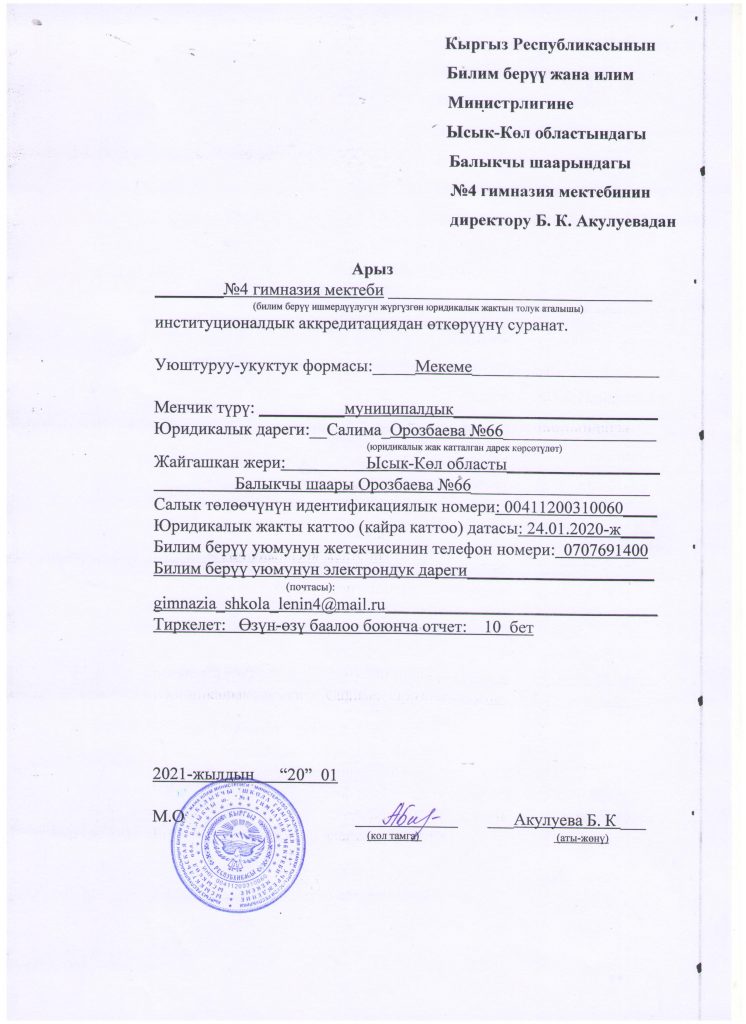 Кыргыз Республикасынын
Билим берүү жана илим
Министрлигине
Ысык-Көл областындагы
Балыкчы шаарындагы
№4 гимназия мектебинин
директору Б. К. Акулуевадан
Арыз
№4 гимназия мектеби
(билим берүү ишмердүүлүгүн жүргүзгөн юридикалык жактын толук аталышы)
институционалдык аккредитациядан өткөрүүнү суранат.
Уюштуруу-укуктук формасы: Мекеме
Менчик түрү: муниципалдык
Юридикалык дареги: Салима Орозбаева №66
(юридикалык жак катталган дарек көрсөтүлөт)
Жайгашкан жери: Ысык-Көл областы
Балыкчы шаары Орозбаева №66
Салык төлөөчүнүн идентификациялык номери: 00411200310060
Юридикалык жакты каттоо (кайра каттоо) датасы: 24.01.2020-ж
Билим берүү уюмунун жетекчисинин телефон номери: 0707691400
Билим берүү уюмунун электрондук дареги
(почтасы):
gimnazia_shkola_lenin4@mail.ru
Тиркелет: Өзүн-өзү баалоо боюнча отчет: 10 бет
2021-жылдын “20” 01
М.О
Акулуева Б. К
(кол тамга) (аты-жөнү)
КЫРГЫЗ
РЕСПУБЛИКАСЫ